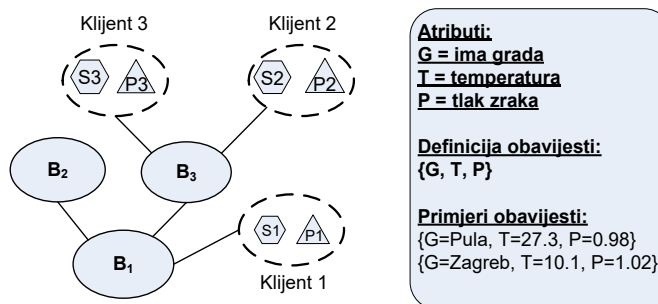 Klijent 3
Klijent 2
S3
P3
S2
P2
B2
B3
S1
P1
B1
Klijent 1
Atributi:
G = ima grada
T = temperatura
P = tlak zraka
Definicija obavijesti:
{G, T, P}
Primjeri obavijesti:
{G=Pula, T=27.3, P=0.98}
{G=Zagreb, T=10.1, P=1.02}